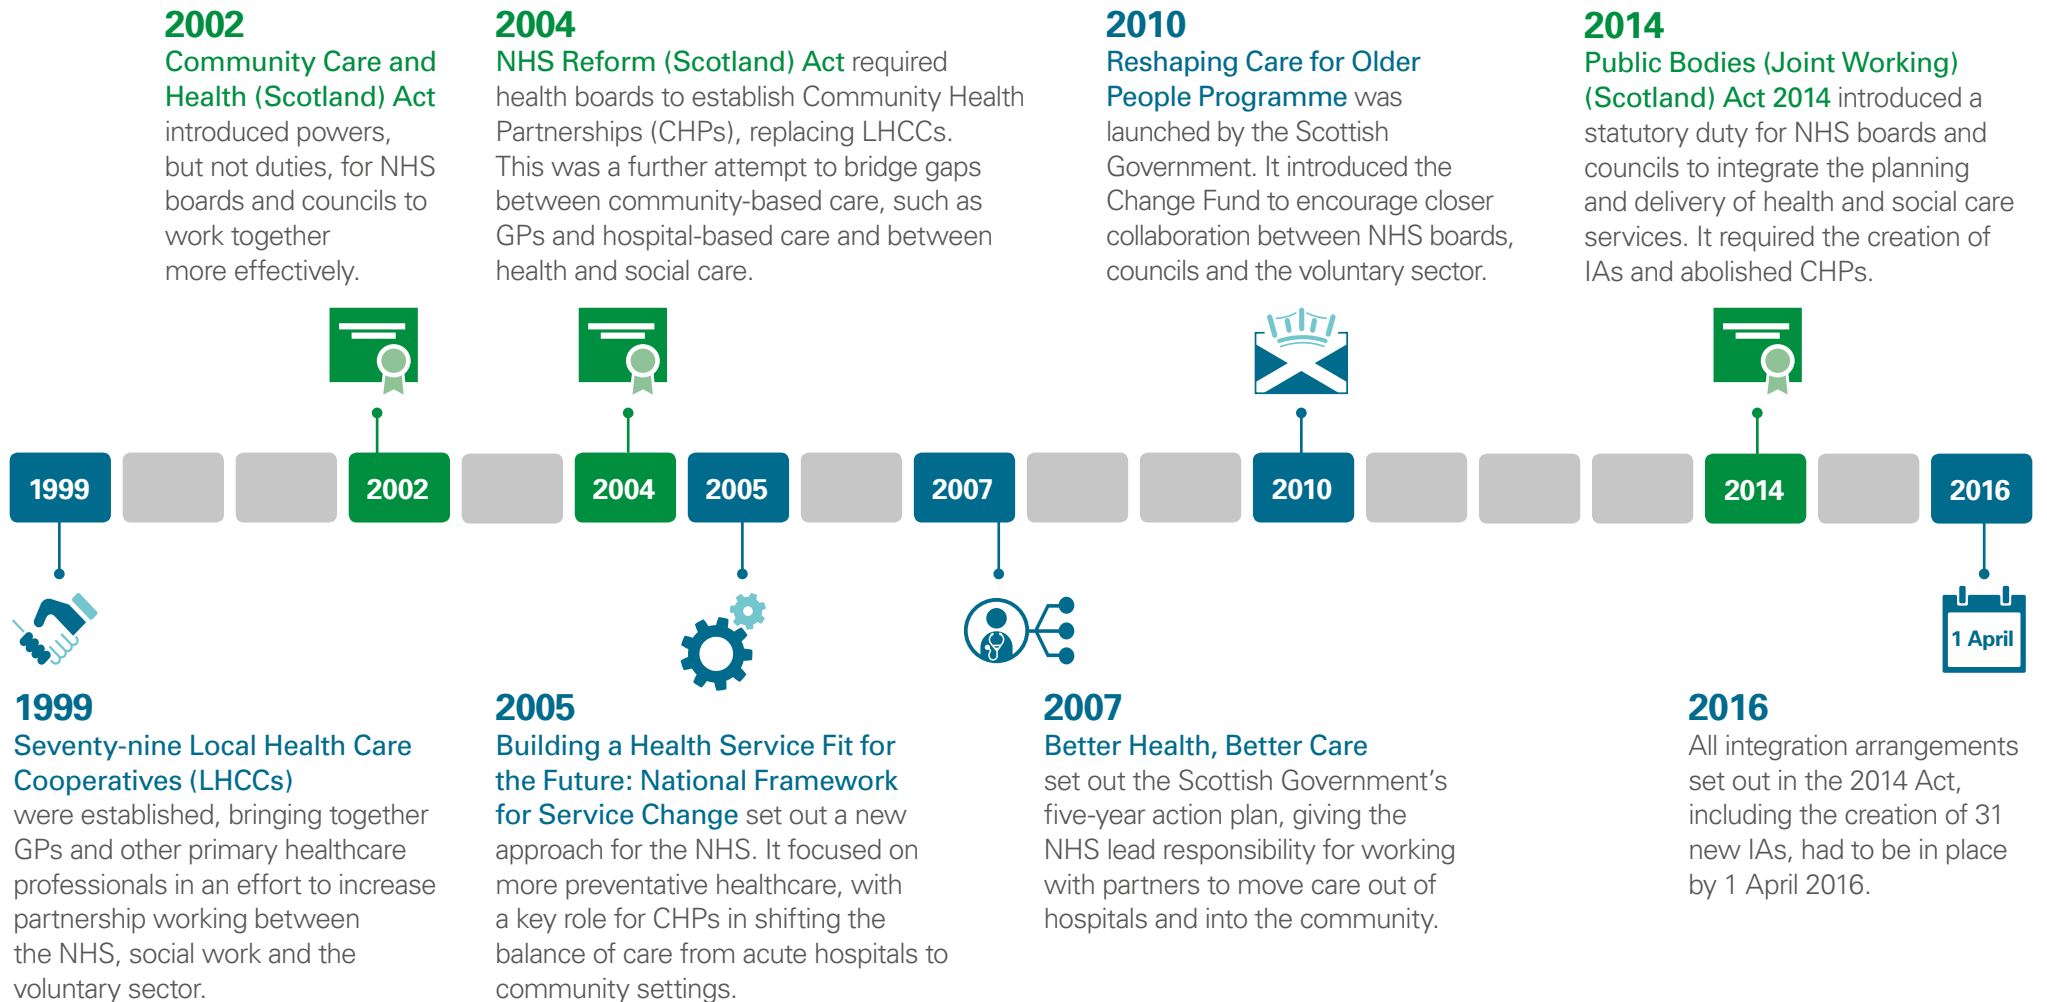 2002
Community Care and
Health (Scotland) Act
introduced powers,
but not duties, for NHS
boards and councils to
work together
more effectively.
2004
NHS Reform (Scotland) Act required
health boards to establish Community Health
Partnerships (CHPs), replacing LHCCs.
This was a further attempt to bridge gaps
between community-based care, such as
GPs and hospital-based care and between
health and social care.
2010
Reshaping Care for Older
People Programme was
launched by the Scottish
Government. It introduced the
Change Fund to encourage closer
collaboration between NHS boards,
councils and the voluntary sector.
2014
Public Bodies (Joint Working)
(Scotland) Act 2014 introduced a
statutory duty for NHS boards and
councils to integrate the planning
and delivery of health and social care
services. It required the creation of
IAs and abolished CHPs.
1999
2002
2004
2005
2007
2010
2014
2016
1 April
1999
Seventy-nine Local Health Care
Cooperatives (LHCCs)
were established, bringing together
GPs and other primary healthcare
professionals in an effort to increase
partnership working between
the NHS, social work and the
voluntary sector.
2005
Building a Health Service Fit for
the Future: National Framework
for Service Change set out a new
approach for the NHS. It focused on
more preventative healthcare, with
a key role for CHPs in shifting the
balance of care from acute hospitals to
community settings.
2007
Better Health, Better Care
set out the Scottish Government’s
five-year action plan, giving the
NHS lead responsibility for working
with partners to move care out of
hospitals and into the community.
2016
All integration arrangements
set out in the 2014 Act,
including the creation of 31
new IAs, had to be in place
by 1 April 2016.